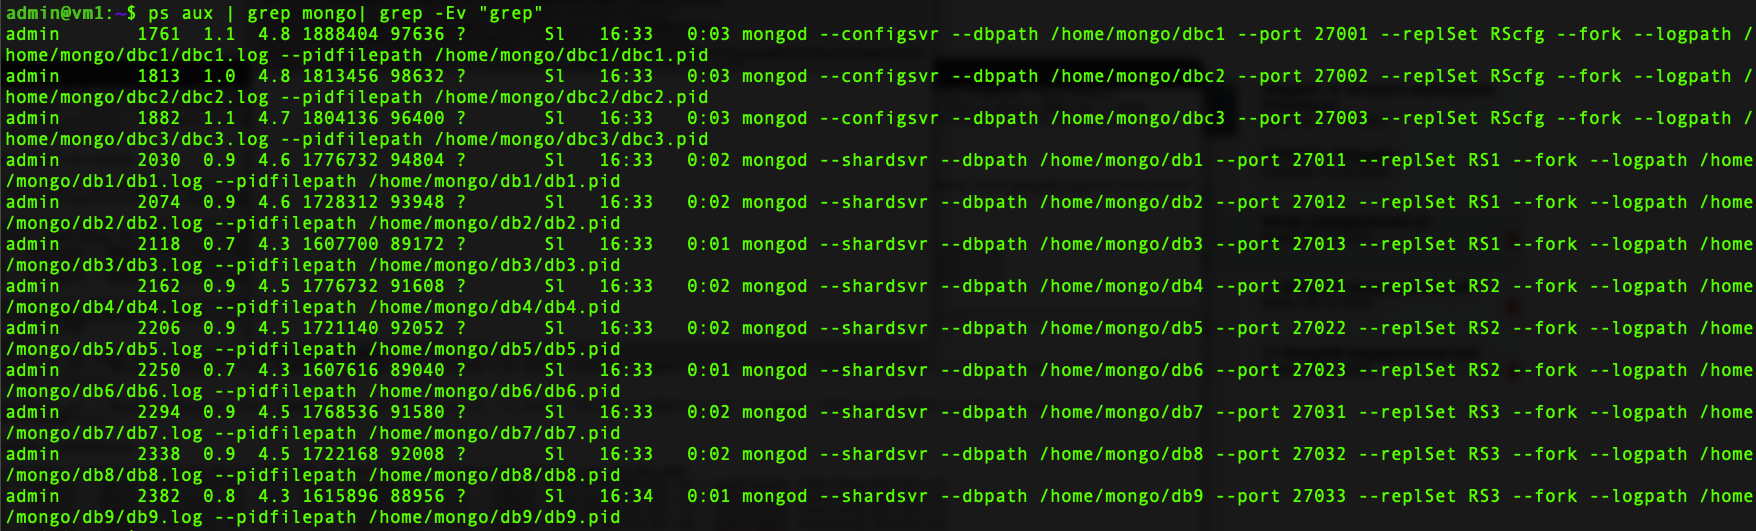 admin@vm1:~$ ps aux | grep mongo| grep -Ev "grep"
admin 1761 1.1 4.8 1888404 97636 ? Sl 16:33 0:03 mongod --configsvr --dbpath /home/mongo/dbc1 --port 27001 --replSet RScfg --fork --logpath /
home/mongo/dbc1/dbc1.log --pidfilepath /home/mongo/dbc1/dbc1.pid
admin 1813 1.0 4.8 1813456 98632 ? Sl 16:33 0:03 mongod --configsvr --dbpath /home/mongo/dbc2 --port 27002 --replSet RScfg --fork --logpath /
home/mongo/dbc2/dbc2.log --pidfilepath /home/mongo/dbc2/dbc2.pid
admin 1882 1.1 4.7 1804136 96400 ? Sl 16:33 0:03 mongod --configsvr --dbpath /home/mongo/dbc3 --port 27003 --replSet RScfg --fork --logpath /
home/mongo/dbc3/dbc3.log --pidfilepath /home/mongo/dbc3/dbc3.pid
admin 2030 0.9 4.6 1776732 94804 ? Sl 16:33 0:02 mongod --shardsvr --dbpath /home/mongo/db1 --port 27011 --replSet RS1 --fork --logpath /home
/mongo/db1/db1.log --pidfilepath /home/mongo/db1/db1.pid
admin 2074 0.9 4.6 1728312 93948 ? Sl 16:33 0:02 mongod --shardsvr --dbpath /home/mongo/db2 --port 27012 --replSet RS1 --fork --logpath /home
/mongo/db2/db2.log --pidfilepath /home/mongo/db2/db2.pid
admin 2118 0.7 4.3 1607700 89172 ? Sl 16:33 0:01 mongod --shardsvr --dbpath /home/mongo/db3 --port 27013 --replSet RS1 --fork --logpath /home
/mongo/db3/db3.log --pidfilepath /home/mongo/db3/db3.pid
admin 2162 0.9 4.5 1776732 91608 ? Sl 16:33 0:02 mongod --shardsvr --dbpath /home/mongo/db4 --port 27021 --replSet RS2 --fork --logpath /home
/mongo/db4/db4.log --pidfilepath /home/mongo/db4/db4.pid
admin 2206 0.9 4.5 1721140 92052 ? Sl 16:33 0:02 mongod --shardsvr --dbpath /home/mongo/db5 --port 27022 --replSet RS2 --fork --logpath /home
/mongo/db5/db5.log --pidfilepath /home/mongo/db5/db5.pid
admin 2250 0.7 4.3 1607616 89040 ? Sl 16:33 0:01 mongod --shardsvr --dbpath /home/mongo/db6 --port 27023 --replSet RS2 --fork --logpath /home
/mongo/db6/db6.log --pidfilepath /home/mongo/db6/db6.pid
admin 2294 0.9 4.5 1768536 91580 ? Sl 16:33 0:02 mongod --shardsvr --dbpath /home/mongo/db7 --port 27031 --replSet RS3 --fork --logpath /home
/mongo/db7/db7.log --pidfilepath /home/mongo/db7/db7.pid
admin 2338 0.9 4.5 1722168 92008 ? Sl 16:33 0:02 mongod --shardsvr --dbpath /home/mongo/db8 --port 27032 --replSet RS3 --fork --logpath /home
/mongo/db8/db8.log --pidfilepath /home/mongo/db8/db8.pid
admin 2382 0.8 4.3 1615896 88956 ? Sl 16:34 0:01 mongod --shardsvr --dbpath /home/mongo/db9 --port 27033 --replSet RS3 --fork --logpath /home
/mongo/db9/db9.log --pidfilepath /home/mongo/db9/db9.pid